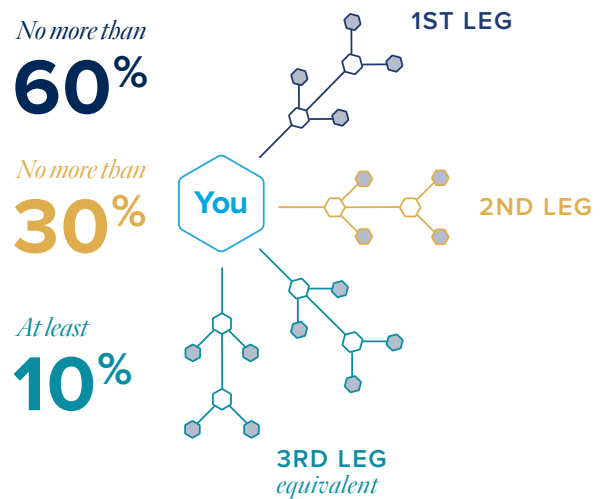 No more than
60%
1ST LEG
No more than
30%
You
2ND LEG
At least
10%
3RD LEG
equivalent